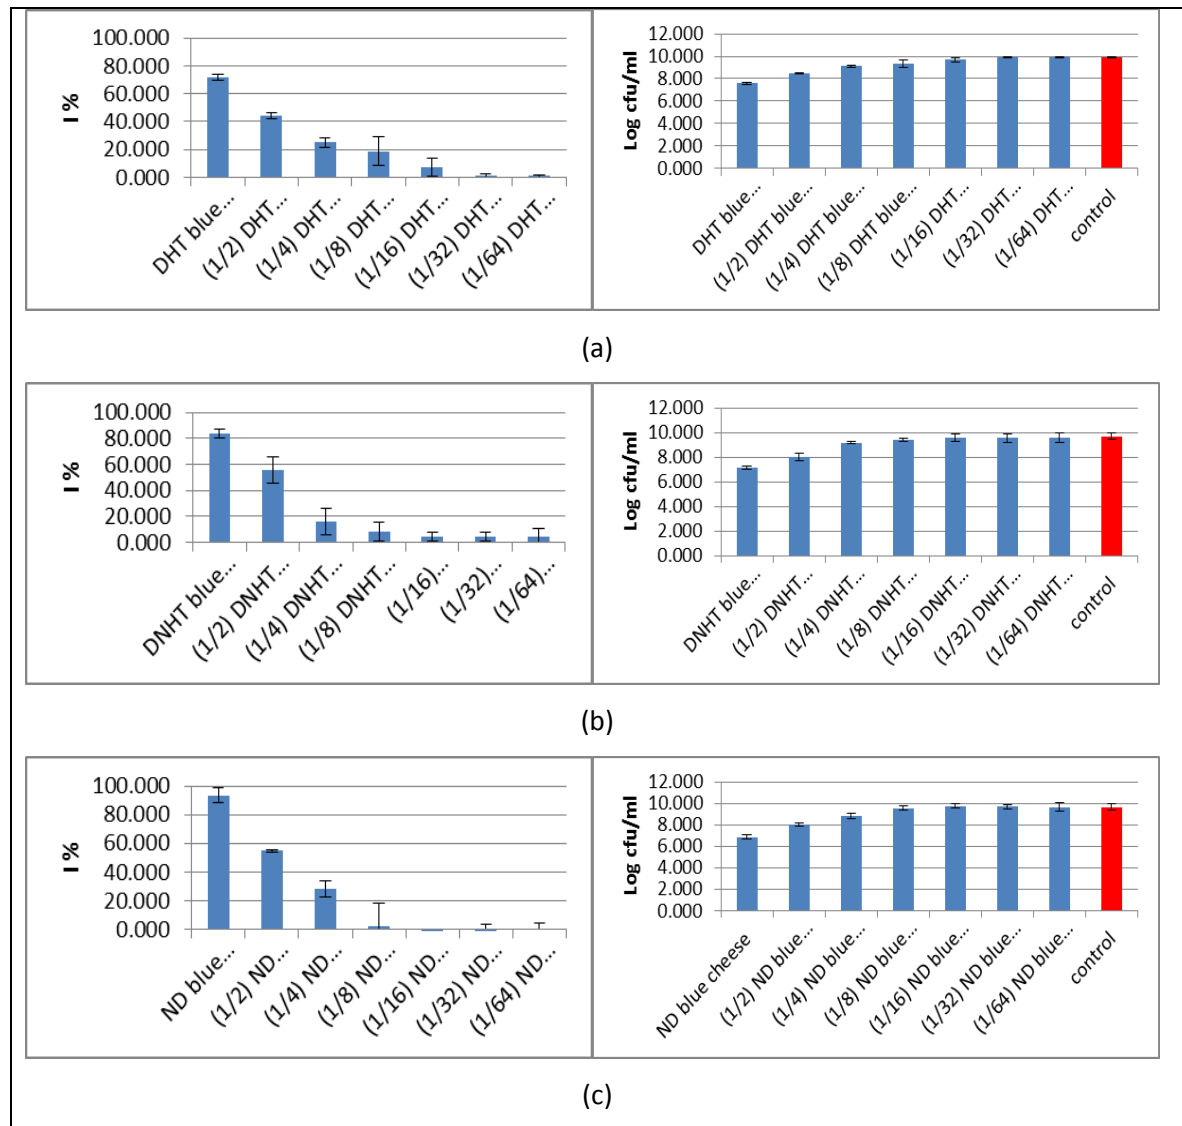 100.000
80.000
60.000
40.000
20.000
0.000
I %
DHT blue...
(1/2) DHT...
(1/4) DHT...
(1/8) DHT...
(1/16) DHT...
(1/32) DHT...
(1/64) DHT...
12.000
10.000
8.000
6.000
4.000
2.000
0.000
Log cfu/ml
DHT blue...
(1/2) DHT blue...
(1/4) DHT blue...
(1/8) DHT blue...
(1/16) DHT...
(1/32) DHT...
(1/64) DHT...
control
(a)
100.000
80.000
60.000
40.000
20.000
0.000
I %
DNHT blue...
(1/2) DNHT...
(1/4) DNHT...
(1/8) DNHT...
(1/16)...
(1/32)...
(1/64)...
12.000
10.000
8.000
6.000
4.000
2.000
0.000
Log cfu/ml
DNHT blue...
(1/2) DNHT...
(1/4) DNHT...
(1/8) DNHT...
(1/16) DNHT...
(1/32) DNHT...
(1/64) DNHT...
control
(b)
100.000
80.000
60.000
40.000
20.000
0.000
I %
ND blue...
(1/2) ND...
(1/4) ND...
(1/8) ND...
(1/16) ND...
(1/32) ND...
(1/64) ND...
12.000
10.000
8.000
6.000
4.000
2.000
0.000
Log cfu/ml
ND blue cheese
(1/2) ND blue...
(1/4) ND blue...
(1/8) ND blue...
(1/16) ND blue...
(1/32) ND blue...
(1/64) ND blue...
control
(c)